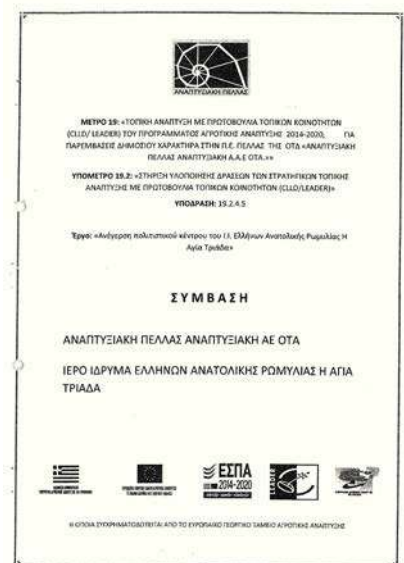 ΑΝΑΠΤΥΞΙΑΚΗ ΠΕΛΛΑΣ
ΜΕΤΡΟ 19: «ΤΟΠΙΚΗ ΑΝΑΠΤΥΞΗ ΜΕ ΠΡΩΤΟΒΟΥΛΙΑ ΤΟΠΙΚΩΝ ΚΟΙΝΟΤΗΤΩΝ
(CLLD/ LEADER) ΤΟΥ ΠΡΟΓΡΑΜΜΑΤΟΣ ΑΓΡΟΤΙΚΗΣ ΑΝΑΠΤΥΞΗΣ 2014-2020, ΓΙΑ
ΠΑΡΕΜΒΑΣΕΙΣ ΔΗΜΟΣΙΟΥ ΧΑΡΑΚΤΗΡΑ ΣΤΗΝ Π.Ε. ΠΕΛΛΑΣ ΤΗΣ ΟΤΔ «ΑΝΑΠΤΥΞΙΑΚΗ
ΠΕΛΛΑΣ ΑΝΑΠΤΥΞΙΑΚΗ Α.Α.Ε ΟΤΑ.»»
ΥΠΟΜΕΤΡΟ 19.2: «ΣΤΗΡΙΞΗ ΥΛΟΠΟΙΗΣΗΣ ΔΡΑΣΕΩΝ ΤΩΝ ΣΤΡΑΤΗΓΙΚΩΝ ΤΟΠΙΚΗΣ
ΑΝΑΠΤΥΞΗΣ ΜΕ ΠΡΩΤΟΒΟΥΛΙΑ ΤΟΠΙΚΩΝ ΚΟΙΝΟΤΗΤΩΝ (CLLD/LEADER)»
ΥΠΟΔΡΑΣΗ: 19.2.4.5
Έργο: «Ανέγερση πολιτιστικού κέντρου του Ι.Ι. Ελλήνων Ανατολικής Ρωμυλίας Η
Αγία Τριάδα»
ΣΥΜΒΑΣΗ
ΑΝΑΠΤΥΞΙΑΚΗ ΠΕΛΛΑΣ ΑΝΑΠΤΥΞΙΑΚΗ ΑΕ ΟΤΑ
ΙΕΡΟ ΙΔΡΥΜΑ ΕΛΛΗΝΩΝ ΑΝΑΤΟΛΙΚΗΣ ΡΩΜΥΛΙΑΣ Η ΑΓΙΑ
ΤΡΙΑΔΑ
ΕΣΠΑ
2014-2020
LEADER
Η ΟΠΟΙΑ ΣΥΓΧΡΗΜΑΤΟΔΟΤΕΙΤΑΙ ΑΠΟ ΤΟ ΕΥΡΩΠΑΪΚΟ ΓΕΩΡΓΙΚΟ ΤΑΜΕΙΟ ΑΓΡΟΤΙΚΗΣ ΑΝΑΠΤΥΞΗΣ